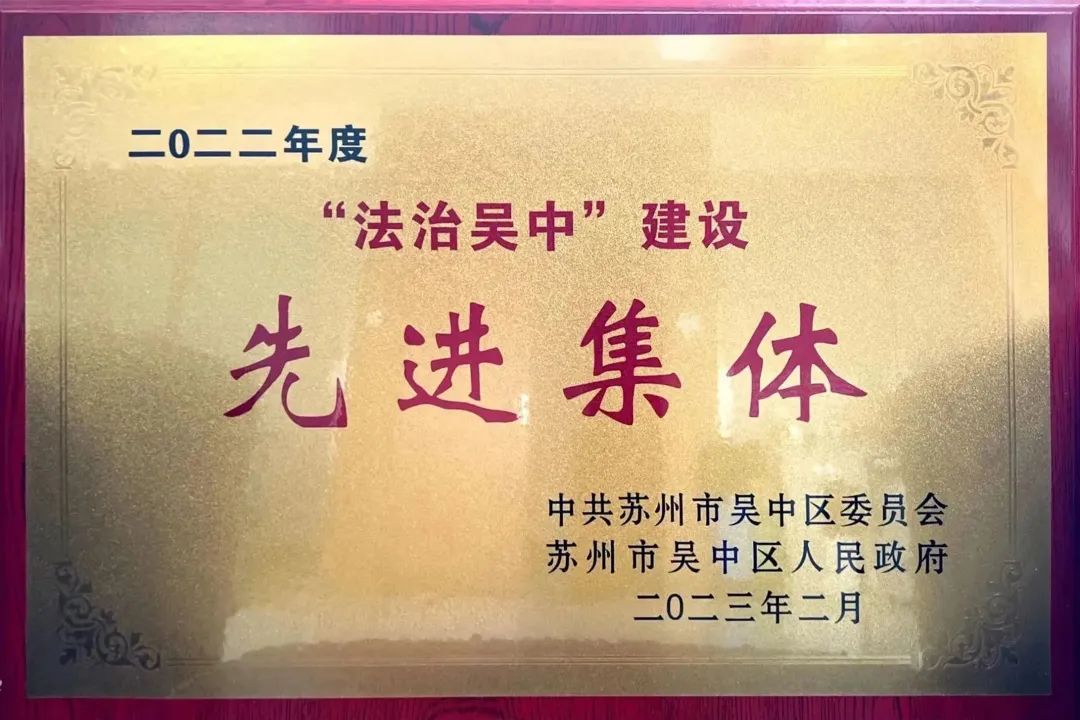 二〇二二年度
“法治吴中”建设
先进集体
中共苏州市吴中区委员会
苏州市吴中区人民政府
二〇二三年二月